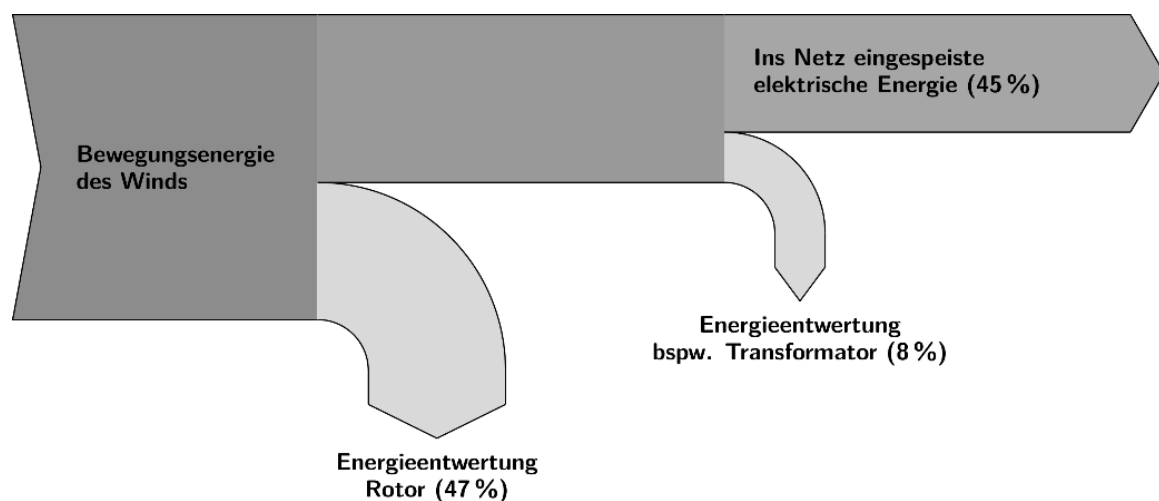 Ins Netz eingespeiste
elektrische Energie (45 %)
Bewegungsenergie
des Winds
Energieentwertung
bspw. Transformator (8 %)
Energieentwertung
Rotor (47 %)